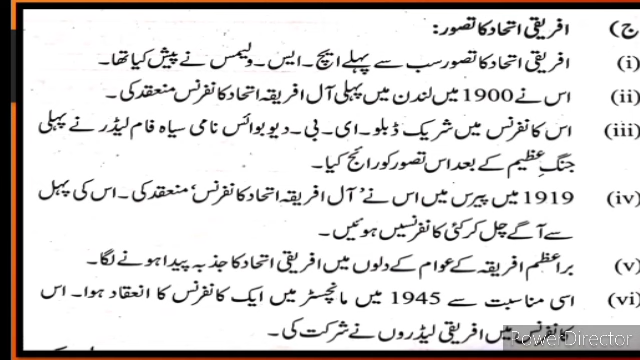 ج) افریقی اتحاد کا تصور:
(i) افریقی اتحاد کا تصور سب سے پہلے ایچ۔ایس۔ولیمس نے پیش کیا تھا۔
(ii) اس نے 1900 میں لندن میں پہلی آل افریقہ اتحاد کانفرنس منعقد کی۔
(iii) اس کانفرنس میں شریک ڈبلو۔ای۔بی۔دیوبوائس نامی سیاہ فام لیڈر نے پہلی
جنگِ عظیم کے بعد اس تصور کو رائج کیا۔
(iv) 1919 میں پیرس میں اس نے 'آل افریقہ اتحاد کانفرنس' منعقد کی۔ اس کی پہل
سے آگے چل کر کئی کانفرنسیں ہوئیں۔
(v) براعظم افریقہ کے عوام کے دلوں میں افریقی اتحاد کا جذبہ پیدا ہونے لگا۔
(vi) اسی مناسبت سے 1945 میں مانچسٹر میں ایک کانفرنس کا انعقاد ہوا۔ اس
کانفرنس میں افریقی لیڈروں نے شرکت کی۔
PowerDirector